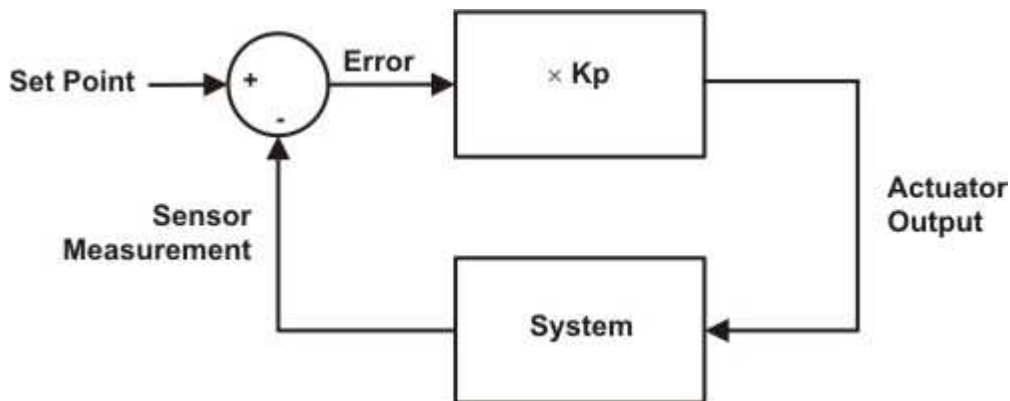 Set Point
+
-
Error
× Kp
Actuator
Output
System
Sensor
Measurement